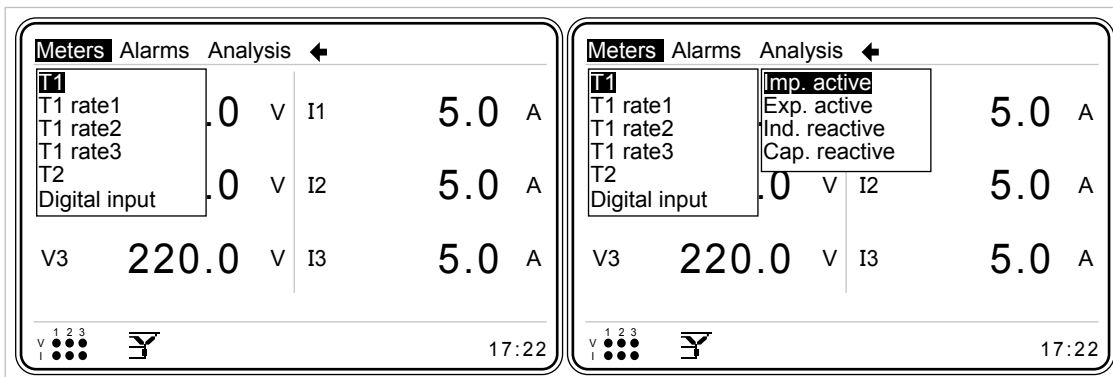 Meters Alarms Analysis
T1
T1 rate1
T1 rate2
T1 rate3
T2
Digital input
.0 V I1 5.0 A
.0 V I2 5.0 A
V3 220.0 V I3 5.0 A
1 2 3
V
I
17:22
Meters Alarms Analysis
T1
T1 rate1
T1 rate2
T1 rate3
T2
Digital input
Imp. active
Exp. active
Ind. reactive
Cap. reactive
5.0 A
.0 V I2 5.0 A
V3 220.0 V I3 5.0 A
1 2 3
V
I
17:22